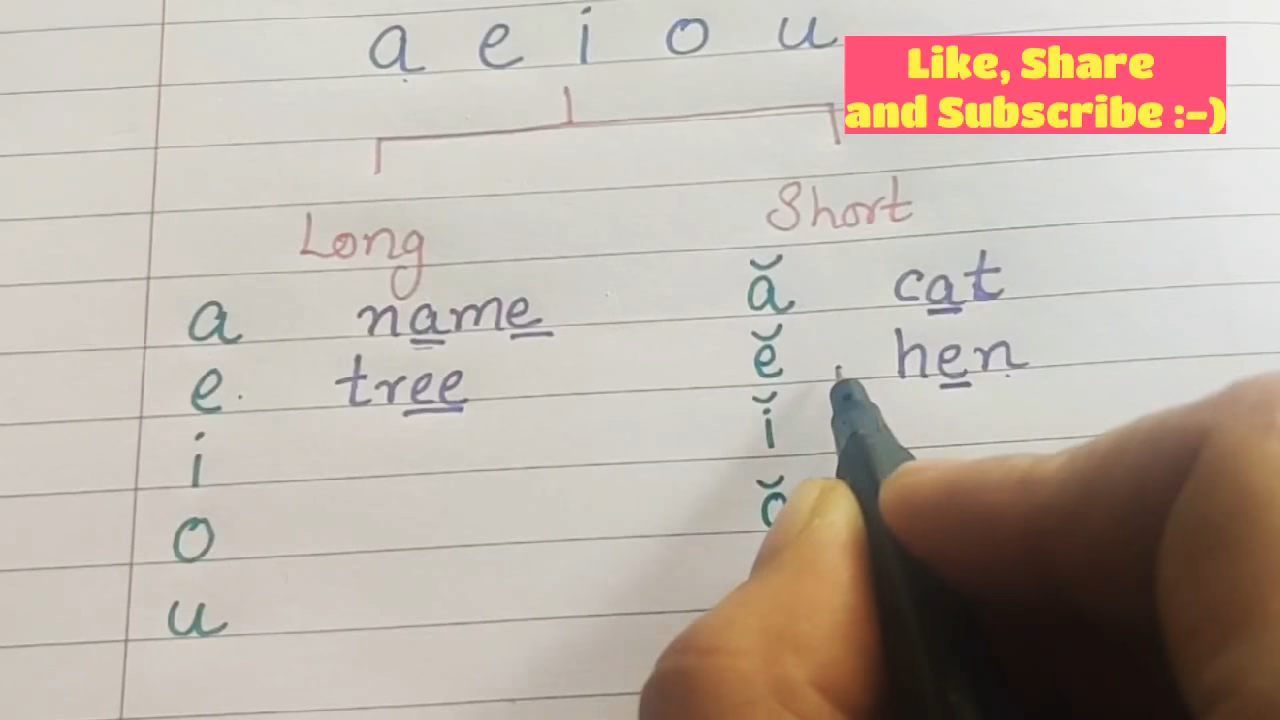 a e i o u
Like, Share
and Subscribe :-)
Long Short
a name ă cat
e tree ĕ hen
i ĭ
o ŏ
u